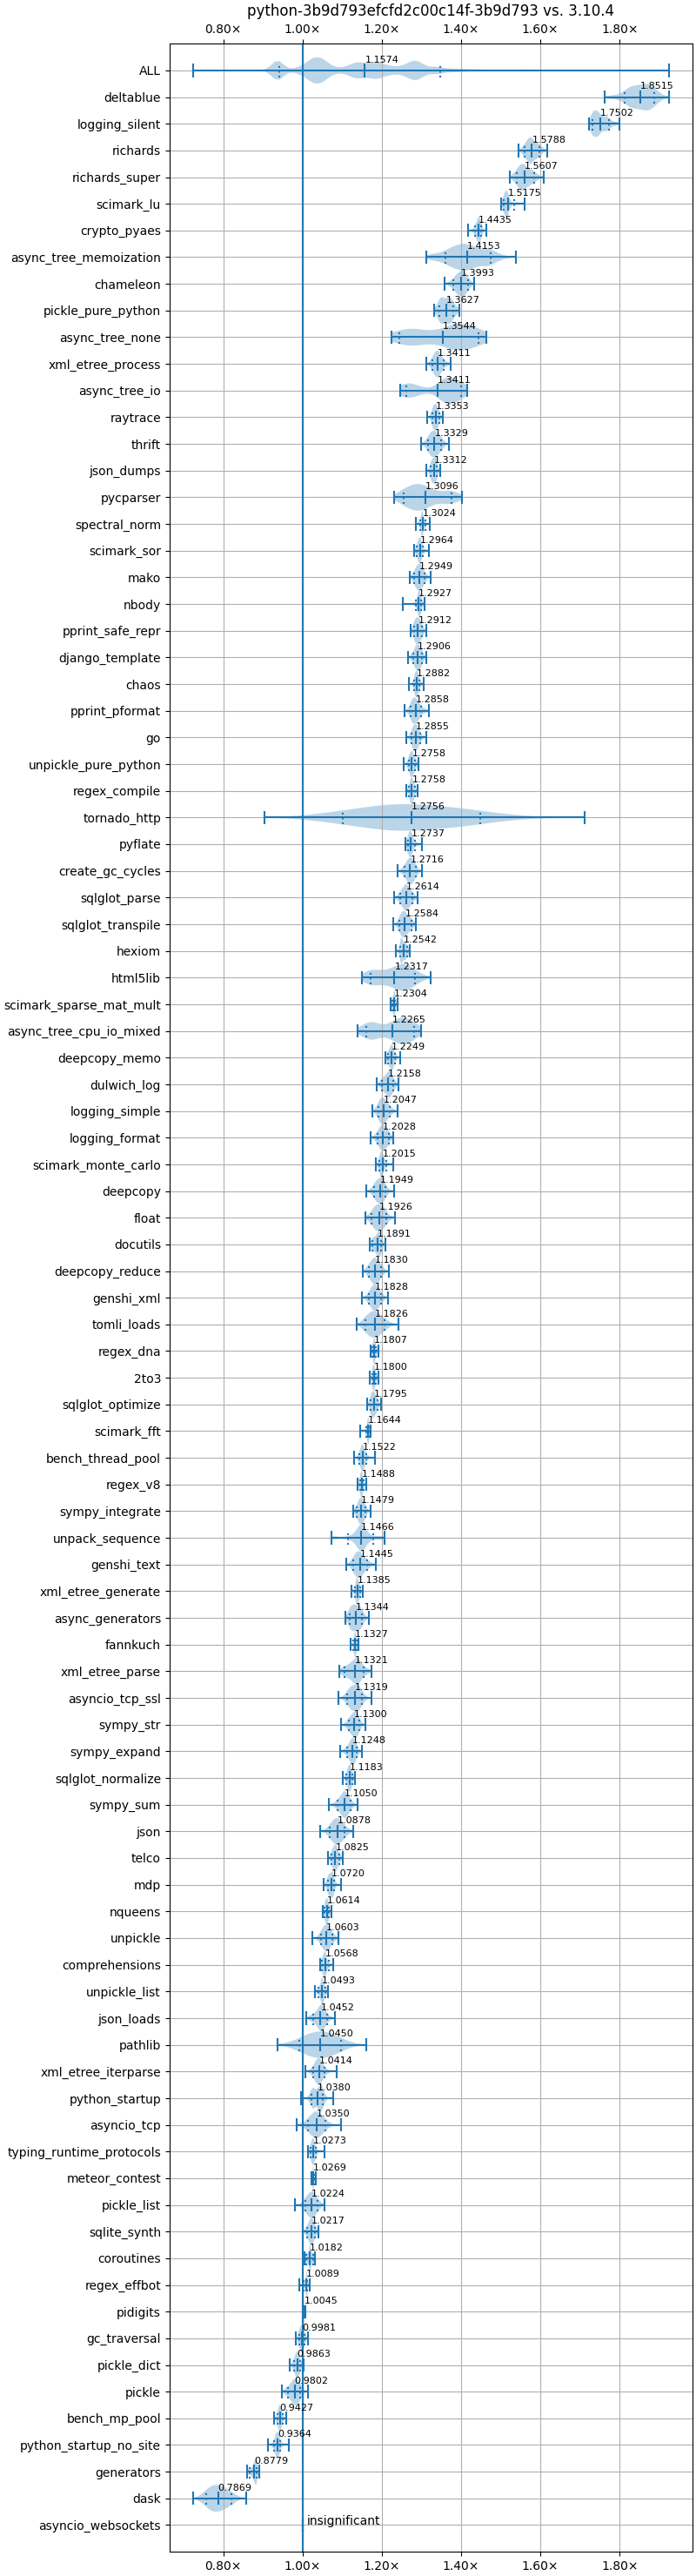 python-3b9d793efcfd2c00c14f-3b9d793 vs. 3.10.4
0.80× 1.00× 1.20× 1.40× 1.60× 1.80×
ALL 1.1574
deltablue 1.8515
logging_silent 1.7502
richards 1.5788
richards_super 1.5607
scimark_lu 1.5175
crypto_pyaes 1.4435
async_tree_memoization 1.4153
chameleon 1.3993
pickle_pure_python 1.3627
async_tree_none 1.3544
xml_etree_process 1.3411
async_tree_io 1.3411
raytrace 1.3353
thrift 1.3329
json_dumps 1.3312
pycparser 1.3096
spectral_norm 1.3024
scimark_sor 1.2964
mako 1.2949
nbody 1.2927
pprint_safe_repr 1.2912
django_template 1.2906
chaos 1.2882
pprint_pformat 1.2858
go 1.2855
unpickle_pure_python 1.2758
regex_compile 1.2758
tornado_http 1.2756
pyflate 1.2737
create_gc_cycles 1.2716
sqlglot_parse 1.2614
sqlglot_transpile 1.2584
hexiom 1.2542
html5lib 1.2317
scimark_sparse_mat_mult 1.2304
async_tree_cpu_io_mixed 1.2265
deepcopy_memo 1.2249
dulwich_log 1.2158
logging_simple 1.2047
logging_format 1.2028
scimark_monte_carlo 1.2015
deepcopy 1.1949
float 1.1926
docutils 1.1891
deepcopy_reduce 1.1830
genshi_xml 1.1828
tomli_loads 1.1826
regex_dna 1.1807
2to3 1.1800
sqlglot_optimize 1.1795
scimark_fft 1.1644
bench_thread_pool 1.1522
regex_v8 1.1488
sympy_integrate 1.1479
unpack_sequence 1.1466
genshi_text 1.1445
xml_etree_generate 1.1385
async_generators 1.1344
fannkuch 1.1327
xml_etree_parse 1.1321
asyncio_tcp_ssl 1.1319
sympy_str 1.1300
sympy_expand 1.1248
sqlglot_normalize 1.1183
sympy_sum 1.1050
json 1.0878
telco 1.0825
mdp 1.0720
nqueens 1.0614
unpickle 1.0603
comprehensions 1.0568
unpickle_list 1.0493
json_loads 1.0452
pathlib 1.0450
xml_etree_iterparse 1.0414
python_startup 1.0380
asyncio_tcp 1.0350
typing_runtime_protocols 1.0273
meteor_contest 1.0269
pickle_list 1.0224
sqlite_synth 1.0217
coroutines 1.0182
regex_effbot 1.0089
pidigits 1.0045
gc_traversal 0.9981
pickle_dict 0.9863
pickle 0.9802
bench_mp_pool 0.9427
python_startup_no_site 0.9364
generators 0.8779
dask 0.7869
asyncio_websockets insignificant
0.80× 1.00× 1.20× 1.40× 1.60× 1.80×